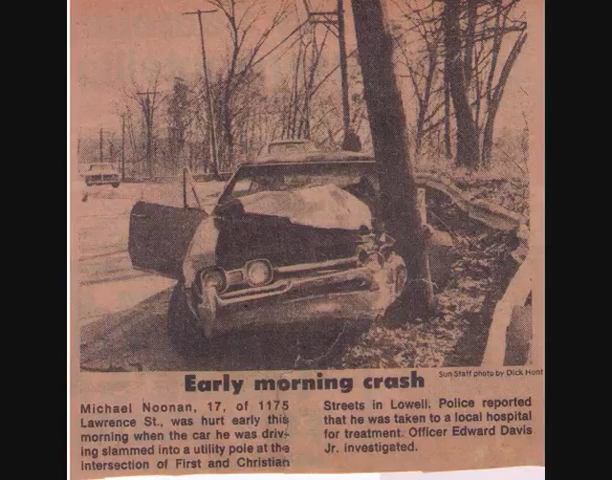 Sun Staff photo by Dick Hunt
Early morning crash
Michael Noonan, 17, of 1175
Lawrence St., was hurt early this
morning when the car he was driv-
ing slammed into a utility pole at the
intersection of First and Christian
Streets in Lowell. Police reported
that he was taken to a local hospital
for treatment. Officer Edward Davis
Jr. investigated.